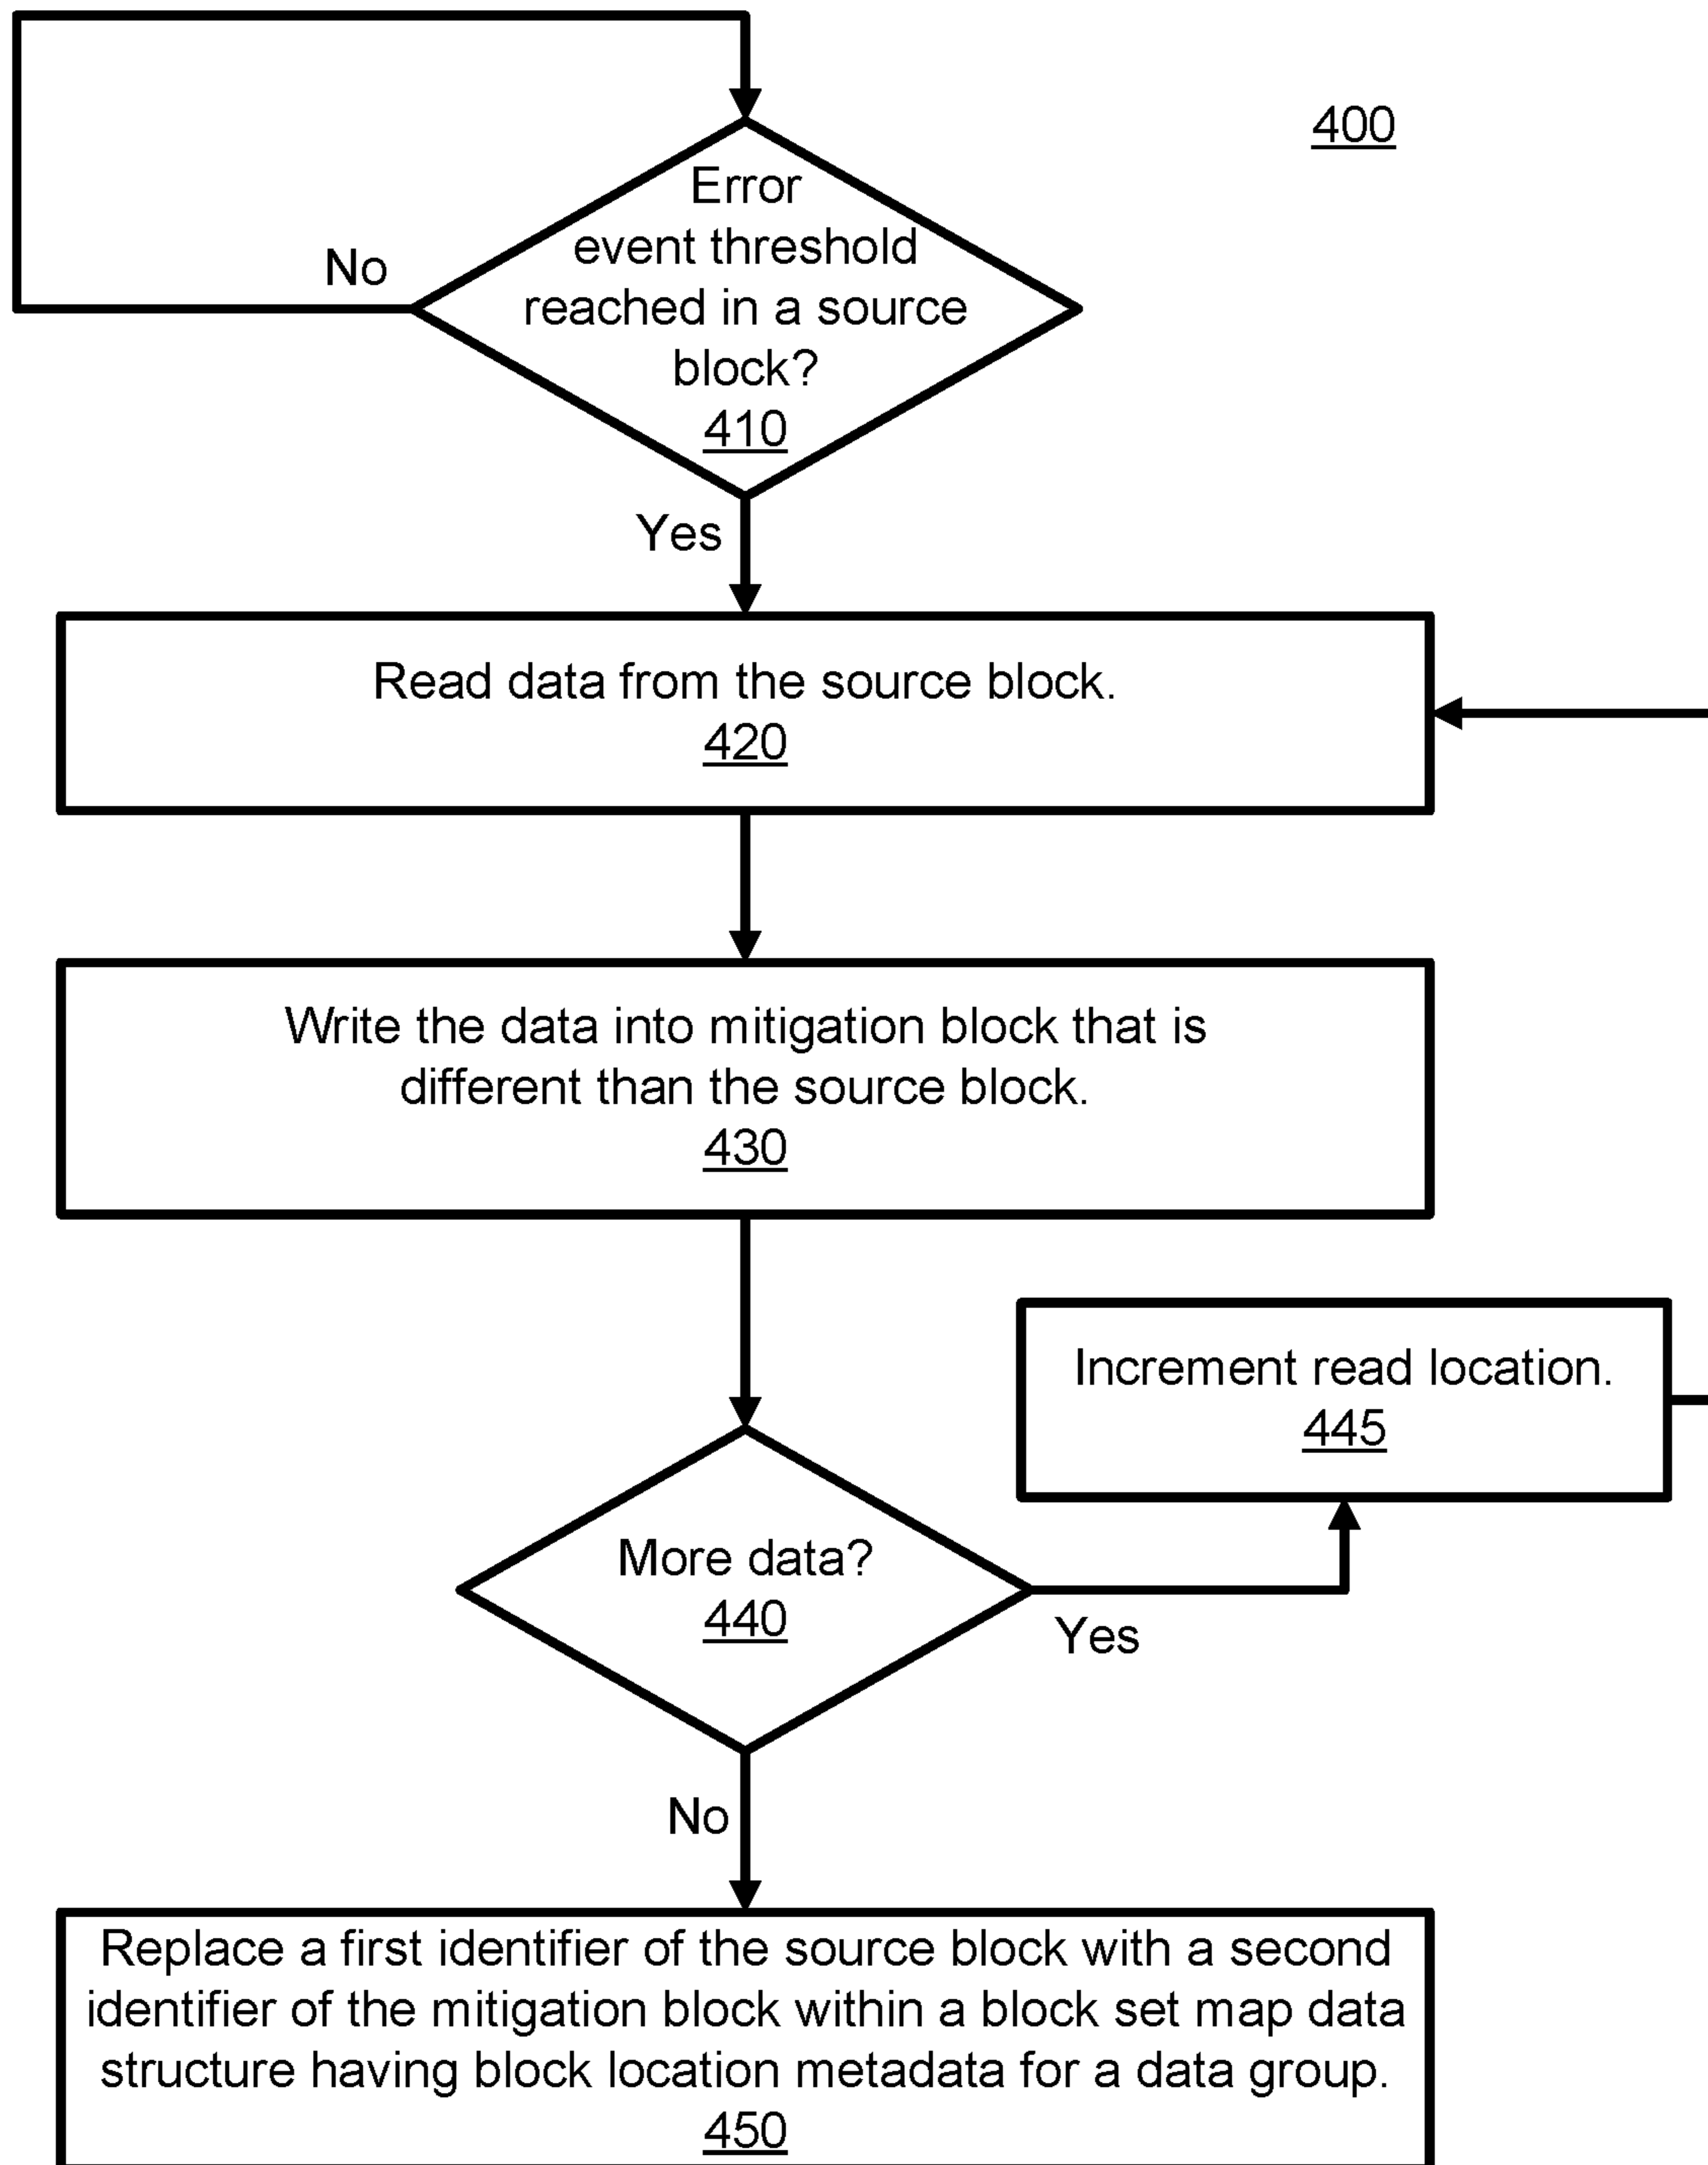 400
Error
event threshold
reached in a source
block?
410
No
Yes
Read data from the source block.
420
Write the data into mitigation block that is
different than the source block.
430
Increment read location.
445
More data?
440
Yes
No
Replace a first identifier of the source block with a second
identifier of the mitigation block within a block set map data
structure having block location metadata for a data group.
450